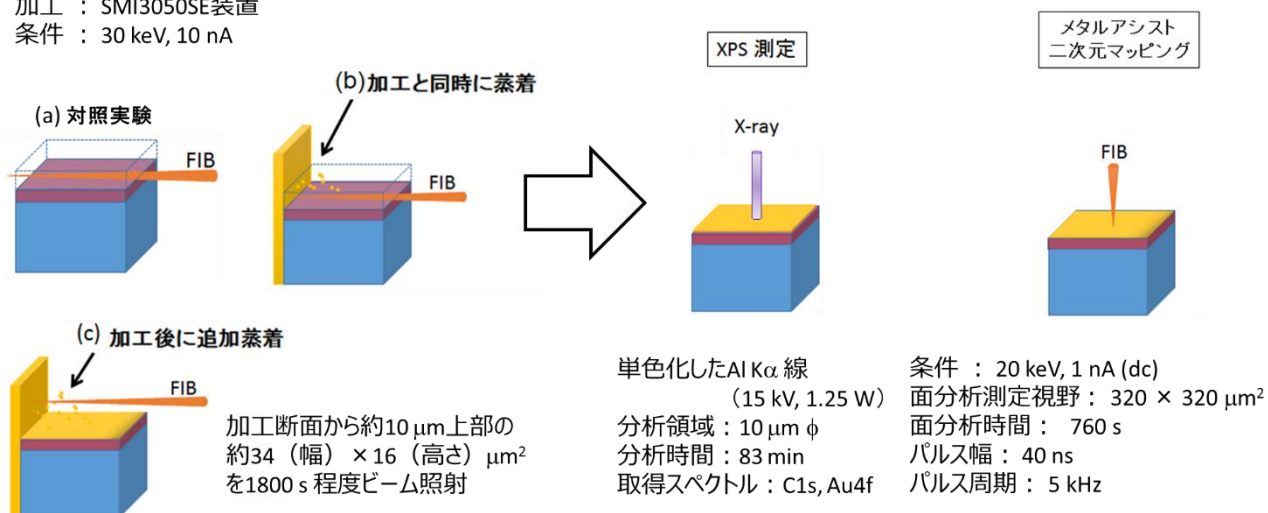 加工 : SMI3050SE装置
条件 : 30 keV, 10 nA
(a) 対照実験
FIB
(b)加工と同時に蒸着
FIB
(c) 加工後に追加蒸着
FIB
加工断面から約10 μm上部の
約34(幅)×16(高さ)μm²
を1800 s 程度ビーム照射
XPS 測定
X-ray
単色化したAl Kα 線
(15 kV, 1.25 W)
分析領域:10 μm ϕ
分析時間:83 min
取得スペクトル:C1s, Au4f
メタルアシスト
二次元マッピング
FIB
条件 : 20 keV, 1 nA (dc)
面分析測定視野: 320 × 320 μm²
面分析時間: 760 s
パルス幅: 40 ns
パルス周期: 5 kHz